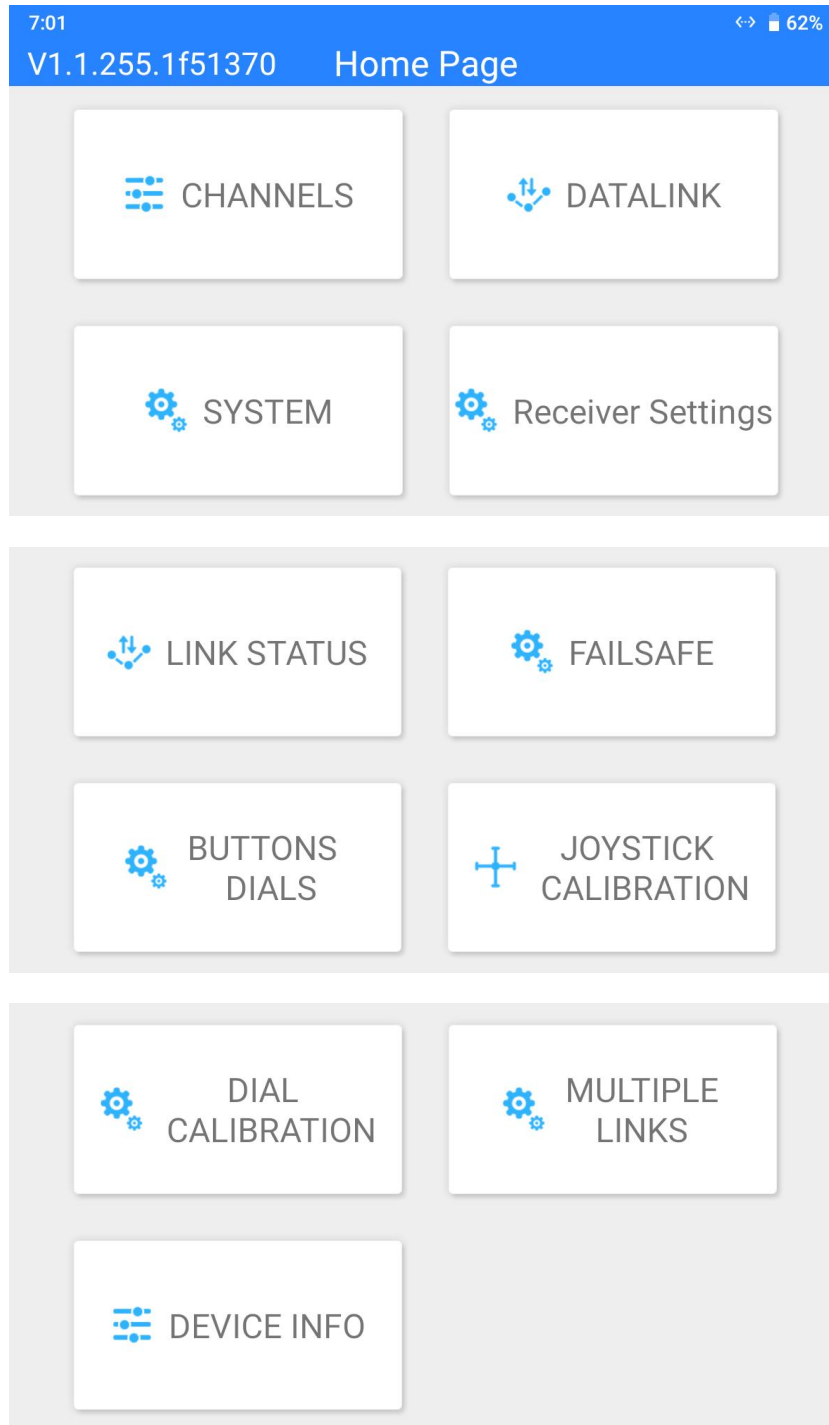 7:01
62%
V1.1.255.1f51370 Home Page
CHANNELS
DATALINK
SYSTEM
Receiver Settings
LINK STATUS
FAILSAFE
BUTTONS
DIALS
JOYSTICK
CALIBRATION
DIAL
CALIBRATION
MULTIPLE
LINKS
DEVICE INFO